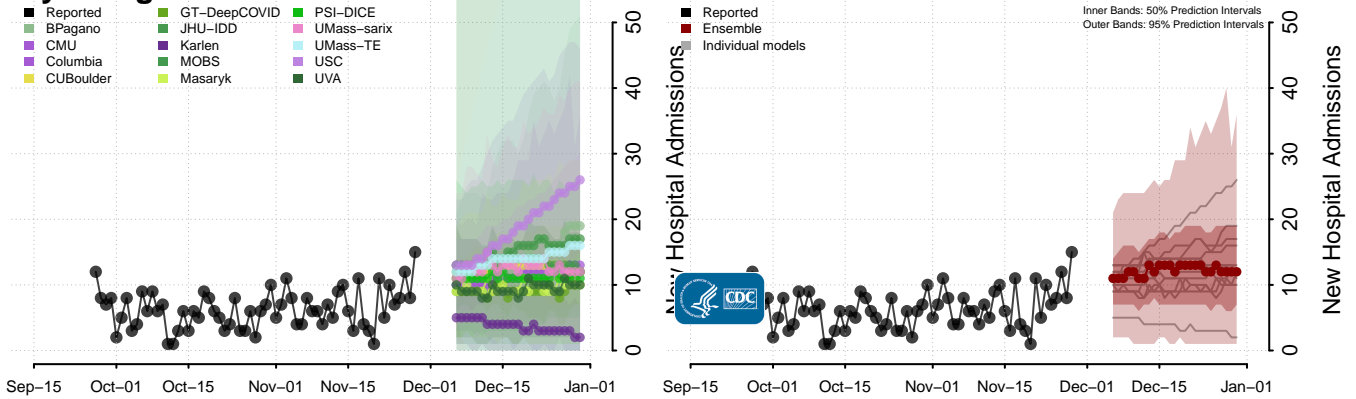 Reported
BPagano
CMU
Columbia
CUBoulder
GT−DeepCOVID
JHU−IDD
Karlen
MOBS
Masaryk
PSI−DICE
UMass−sarix
UMass−TE
USC
UVA
0
10
20
30
40
50
New Hospital Admissions
Sep−15
Oct−01
Oct−15
Nov−01
Nov−15
Dec−01
Dec−15
Jan−01
Reported
Ensemble
Individual models
Inner Bands: 50% Prediction Intervals
Outer Bands: 95% Prediction Intervals
CDC
0
10
20
30
40
50
New Hospital Admissions
Sep−15
Oct−01
Oct−15
Nov−01
Nov−15
Dec−01
Dec−15
Jan−01